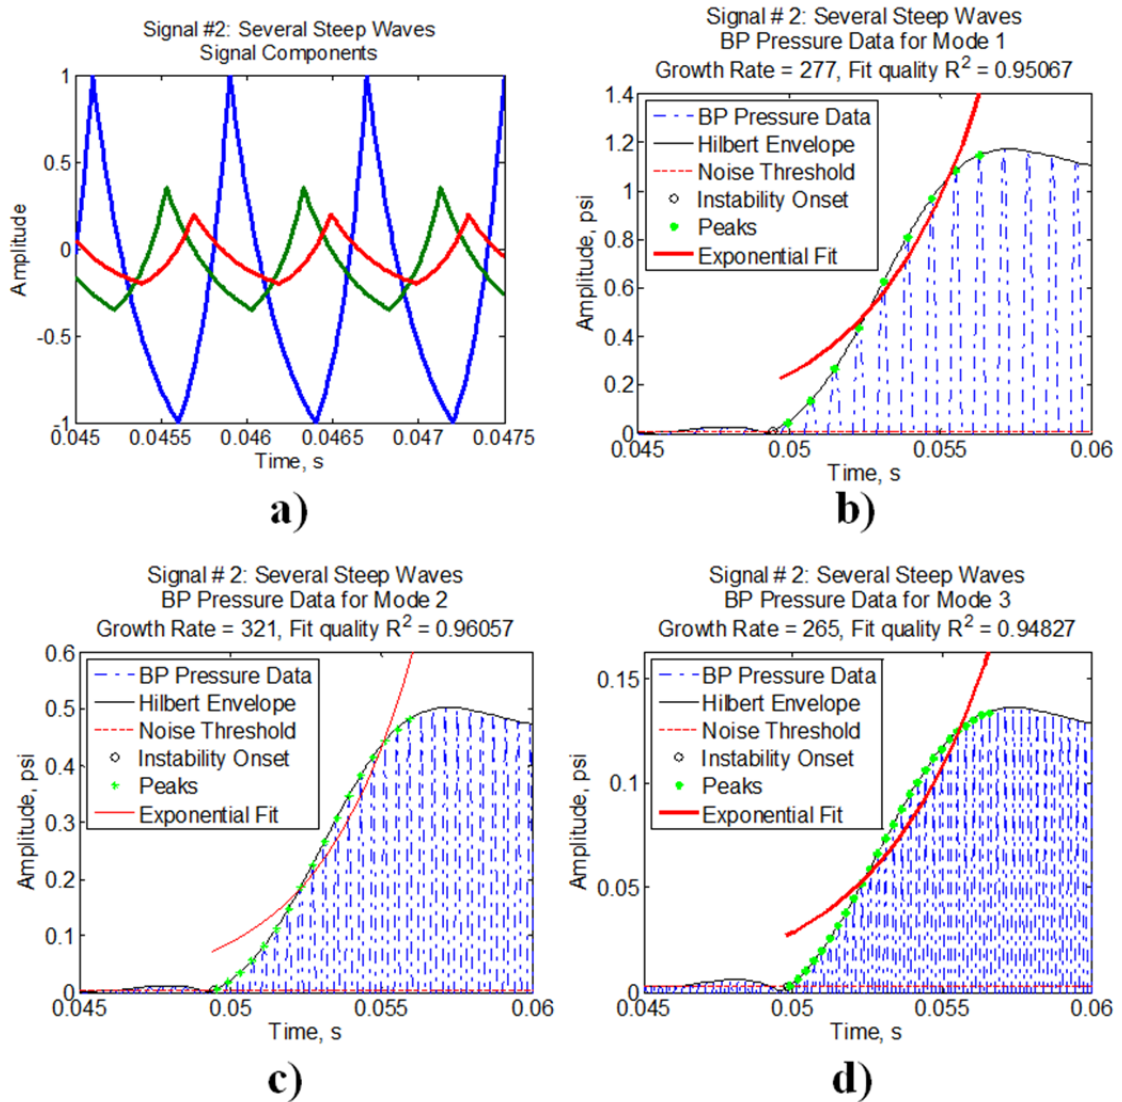 Signal #2: Several Steep Waves
Signal Components
1
0.5
0
-0.5
-1
Amplitude
0.045
0.0455
0.046
0.0465
0.047
0.0475
Time, s
a)
Signal # 2: Several Steep Waves
BP Pressure Data for Mode 1
Growth Rate = 277, Fit quality R² = 0.95067
1.4
1.2
1
0.8
0.6
0.4
0.2
0
Amplitude, psi
BP Pressure Data
Hilbert Envelope
Noise Threshold
Instability Onset
Peaks
Exponential Fit
0.045
0.05
0.055
0.06
Time, s
b)
Signal # 2: Several Steep Waves
BP Pressure Data for Mode 2
Growth Rate = 321, Fit quality R² = 0.96057
0.6
0.5
0.4
0.3
0.2
0.1
0
Amplitude, psi
BP Pressure Data
Hilbert Envelope
Noise Threshold
Instability Onset
Peaks
Exponential Fit
0.045
0.05
0.055
0.06
Time, s
c)
Signal # 2: Several Steep Waves
BP Pressure Data for Mode 3
Growth Rate = 265, Fit quality R² = 0.94827
0.15
0.1
0.05
0
Amplitude, psi
BP Pressure Data
Hilbert Envelope
Noise Threshold
Instability Onset
Peaks
Exponential Fit
0.045
0.05
0.055
0.06
Time, s
d)